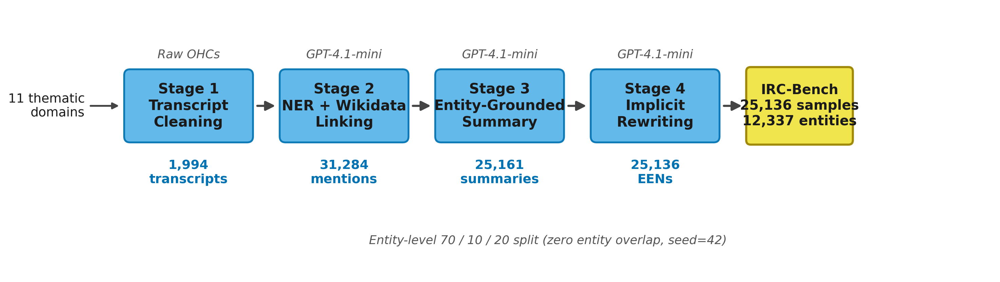 11 thematic
domains
Raw OHCs
Stage 1
Transcript
Cleaning
1,994
transcripts
GPT-4.1-mini
Stage 2
NER + Wikidata
Linking
31,284
mentions
GPT-4.1-mini
Stage 3
Entity-Grounded
Summary
25,161
summaries
GPT-4.1-mini
Stage 4
Implicit
Rewriting
25,136
EENs
IRC-Bench
25,136 samples
12,337 entities
Entity-level 70 / 10 / 20 split (zero entity overlap, seed=42)